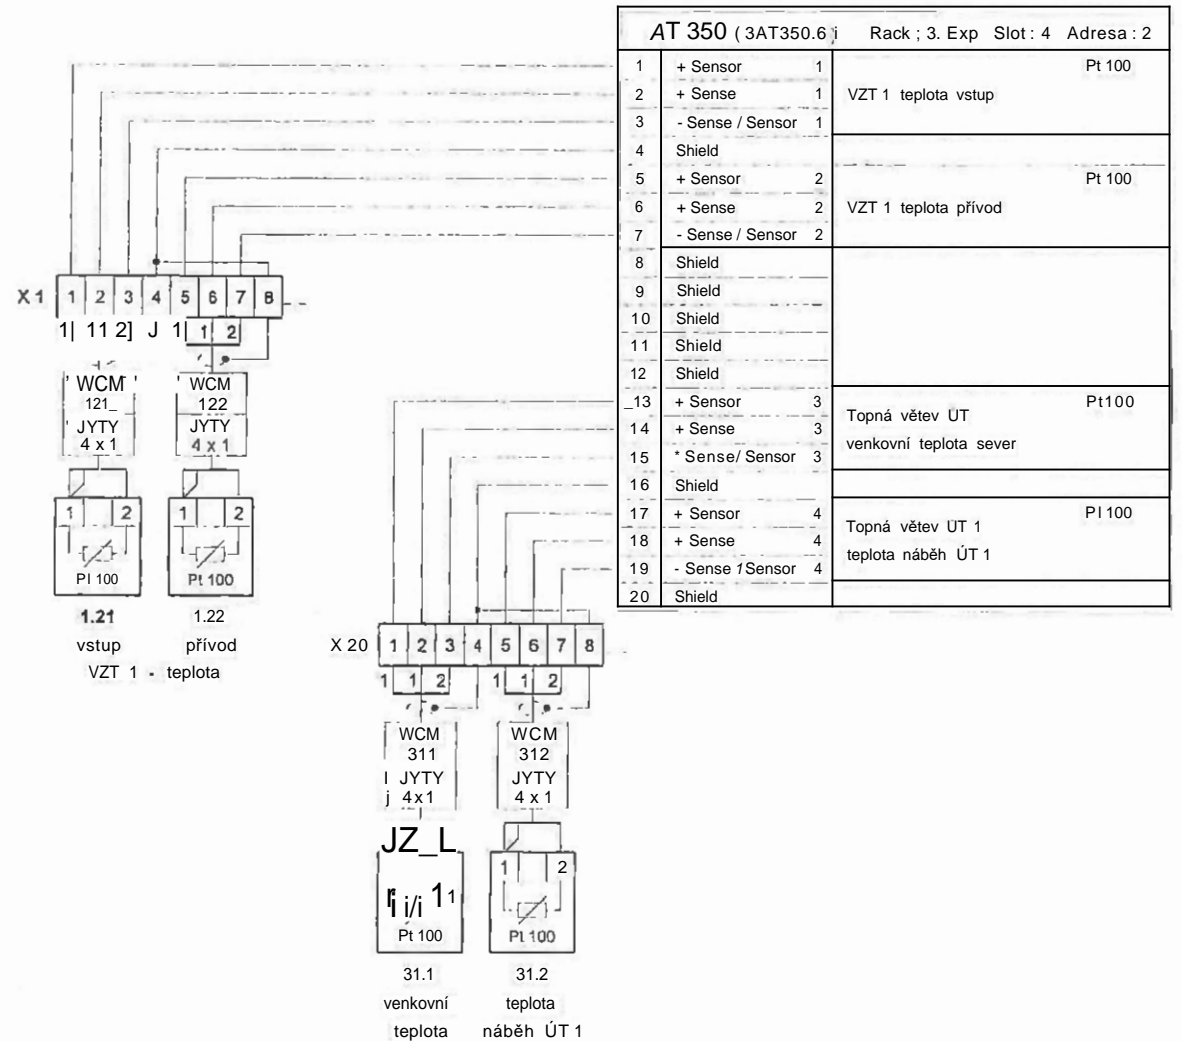 AT 350 ( 3AT350.6 ) Rack ; 3. Exp Slot : 4 Adresa : 2
1 + Sensor 1 Pt 100
2 + Sense 1 VZT 1 teplota vstup
3 - Sense / Sensor 1
4 Shield
5 + Sensor 2 Pt 100
6 + Sense 2 VZT 1 teplota přívod
7 - Sense / Sensor 2
8 Shield
9 Shield
10 Shield
11 Shield
12 Shield
_13 + Sensor 3 Pt100
14 + Sense 3
Topná větev UT
venkovní teplota sever
15 * Sense/ Sensor 3
16 Shield
17 + Sensor 4 Pl100
18 + Sense 4
Topná větev UT 1
teplota náběh ÚT 1
19 - Sense 1Sensor 4
20 Shield
X 1 1 2 3 4 5 6 7 8
1| 11 2] J 1| 1 2
WCM
121_
JYTY
4 x 1
WCM
122
JYTY
4 x 1
1 2
Pl 100
1.21
vstup
1 2
Pt 100
1.22
přívod
VZT 1 - teplota
X 20 1 2 3 4 5 6 7 8
1 1 2 1 1 2
WCM
311
I JYTY
j 4x1
WCM
312
JYTY
4 x 1
JZ_L
Pt 100
31.1
venkovní
teplota
1 2
Pt 100
31.2
teplota
náběh ÚT 1